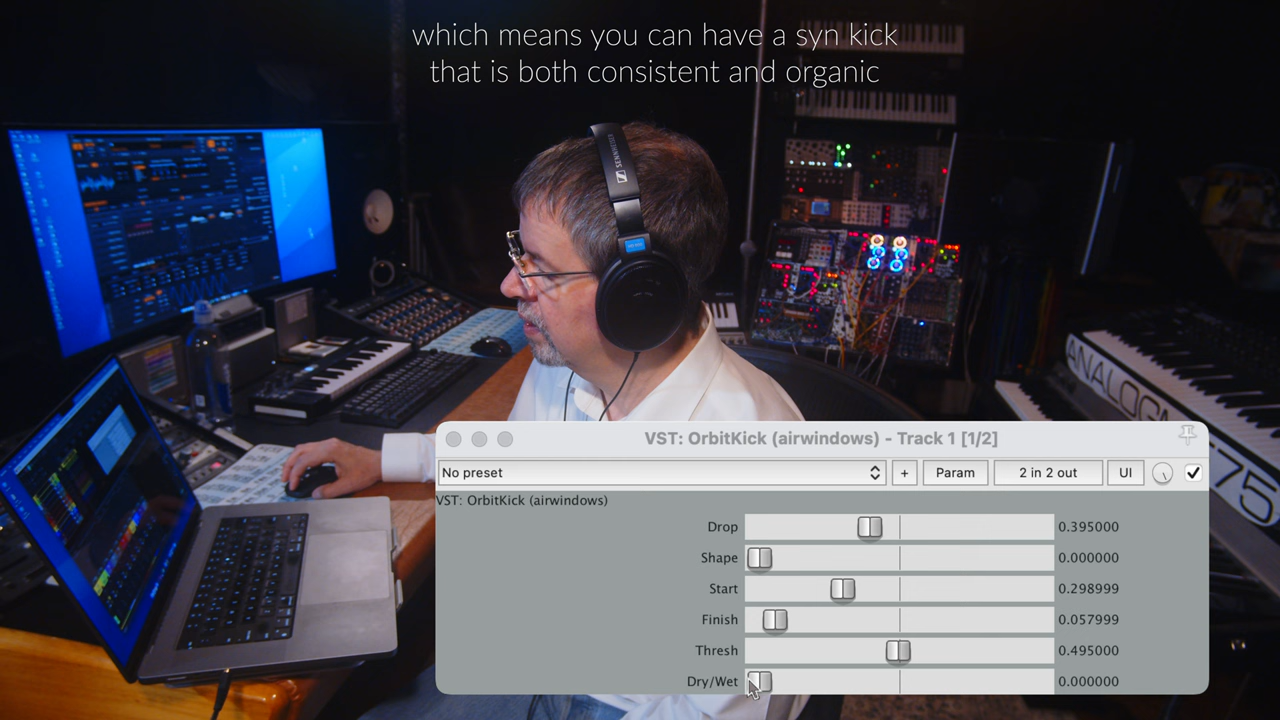 which means you can have a syn kick
that is both consistent and organic
SENNHEISER
VST: OrbitKick (airwindows) - Track 1 [1/2]
No preset
+
Param
2 in 2 out
UI
VST: OrbitKick (airwindows)
Drop 0.395000
Shape 0.000000
Start 0.298999
Finish 0.057999
Thresh 0.495000
Dry/Wet 0.000000